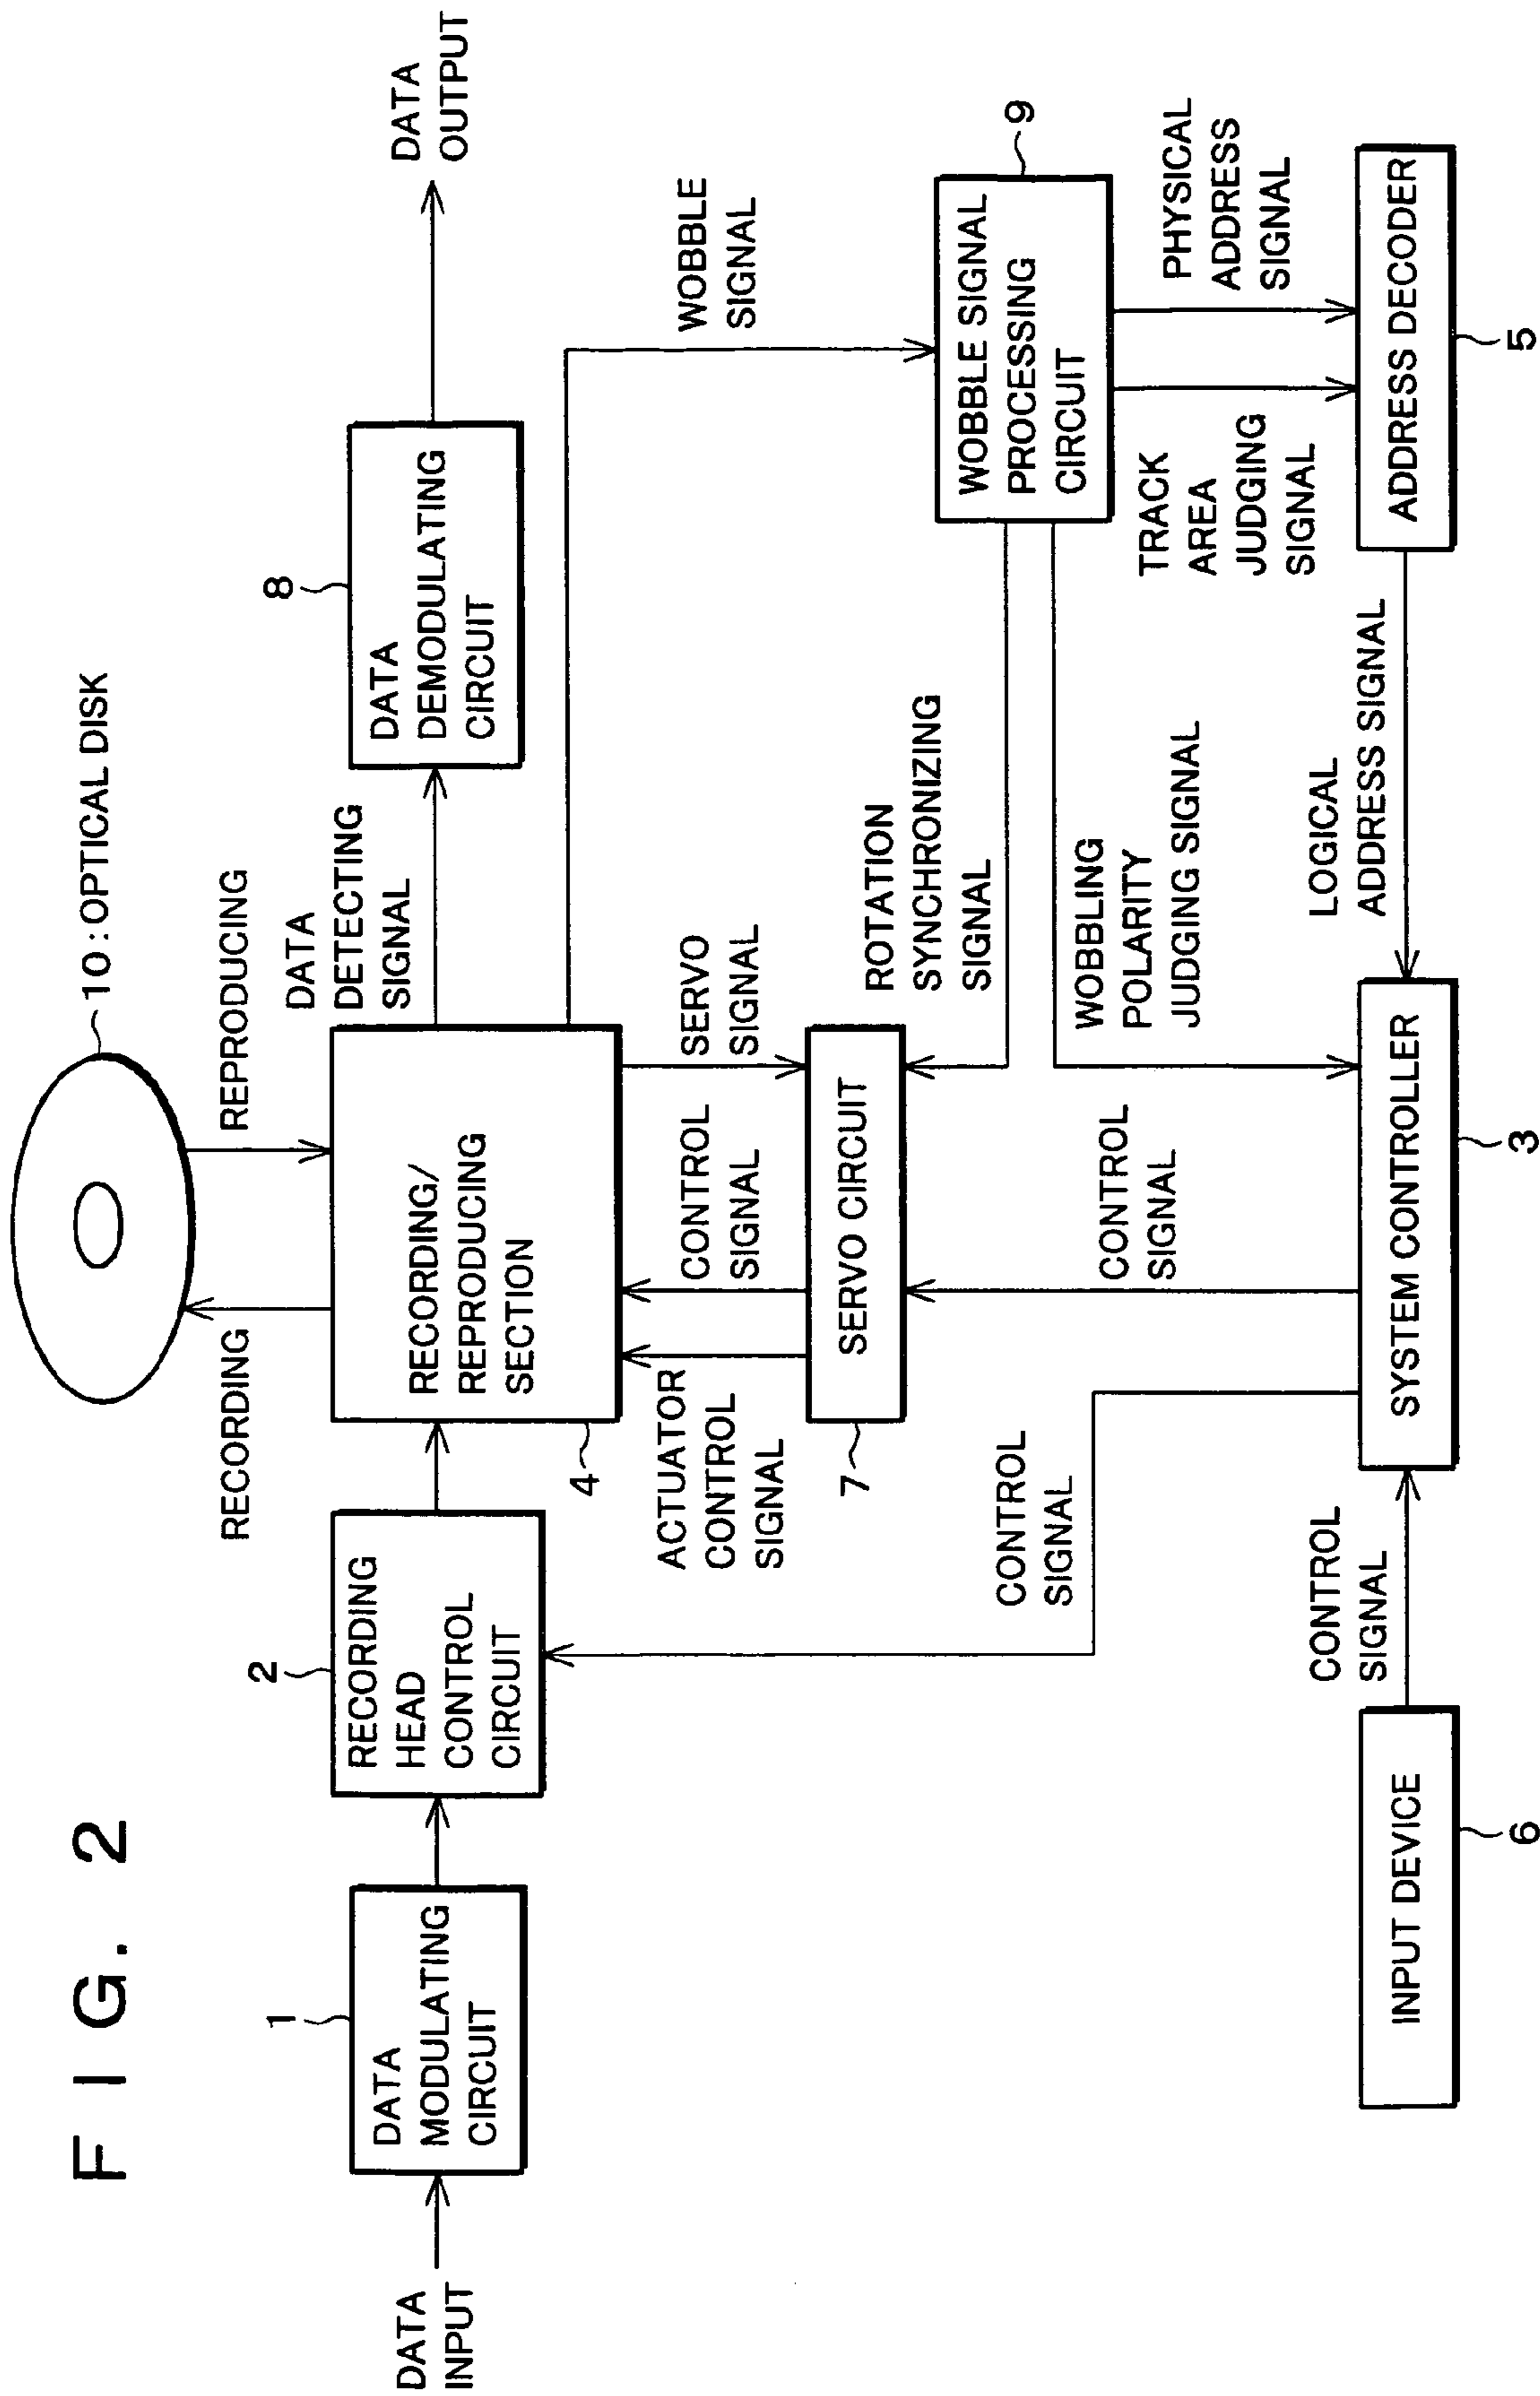 FIG. 2
10:OPTICAL DISK
RECORDING
REPRODUCING
DATA
INPUT
1
DATA
MODULATING
CIRCUIT
2
RECORDING
HEAD
CONTROL
CIRCUIT
RECORDING/
REPRODUCING
SECTION
4
DATA
DETECTING
SIGNAL
8
DATA
DEMODULATING
CIRCUIT
DATA
OUTPUT
ACTUATOR
CONTROL
SIGNAL
CONTROL
SIGNAL
SERVO
SIGNAL
WOBBLE
SIGNAL
SERVO CIRCUIT
7
ROTATION
SYNCHRONIZING
SIGNAL
WOBBLE SIGNAL
PROCESSING
CIRCUIT
9
CONTROL
SIGNAL
CONTROL
SIGNAL
WOBBLING
POLARITY
JUDGING SIGNAL
TRACK
AREA
JUDGING
SIGNAL
PHYSICAL
ADDRESS
SIGNAL
INPUT DEVICE
6
CONTROL
SIGNAL
SYSTEM CONTROLLER
3
LOGICAL
ADDRESS SIGNAL
ADDRESS DECODER
5